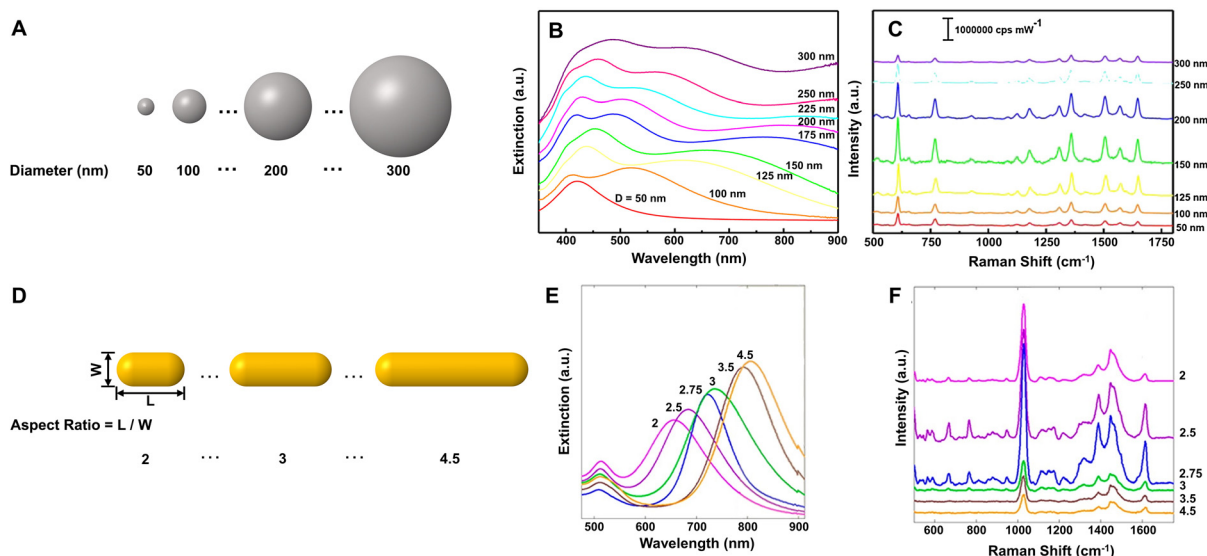 A
Diameter (nm)
50
100
...
200
...
300
...
...
B
Extinction (a.u.)
300 nm
250 nm
225 nm
200 nm
175 nm
150 nm
125 nm
100 nm
D = 50 nm
400 500 600 700 800 900
Wavelength (nm)
C
1000000 cps mW⁻¹
Intensity (a.u.)
300 nm
250 nm
200 nm
150 nm
125 nm
100 nm
50 nm
500 750 1000 1250 1500 1750
Raman Shift (cm⁻¹)
D
W
L
...
...
Aspect Ratio = L / W
2 ... 3 ... 4.5
E
Extinction (a.u.)
2
2.5
2.75
3
3.5
4.5
500 600 700 800 900
Wavelength (nm)
F
Intensity (a.u.)
2
2.5
2.75
3
3.5
4.5
600 800 1000 1200 1400 1600
Raman Shift (cm⁻¹)